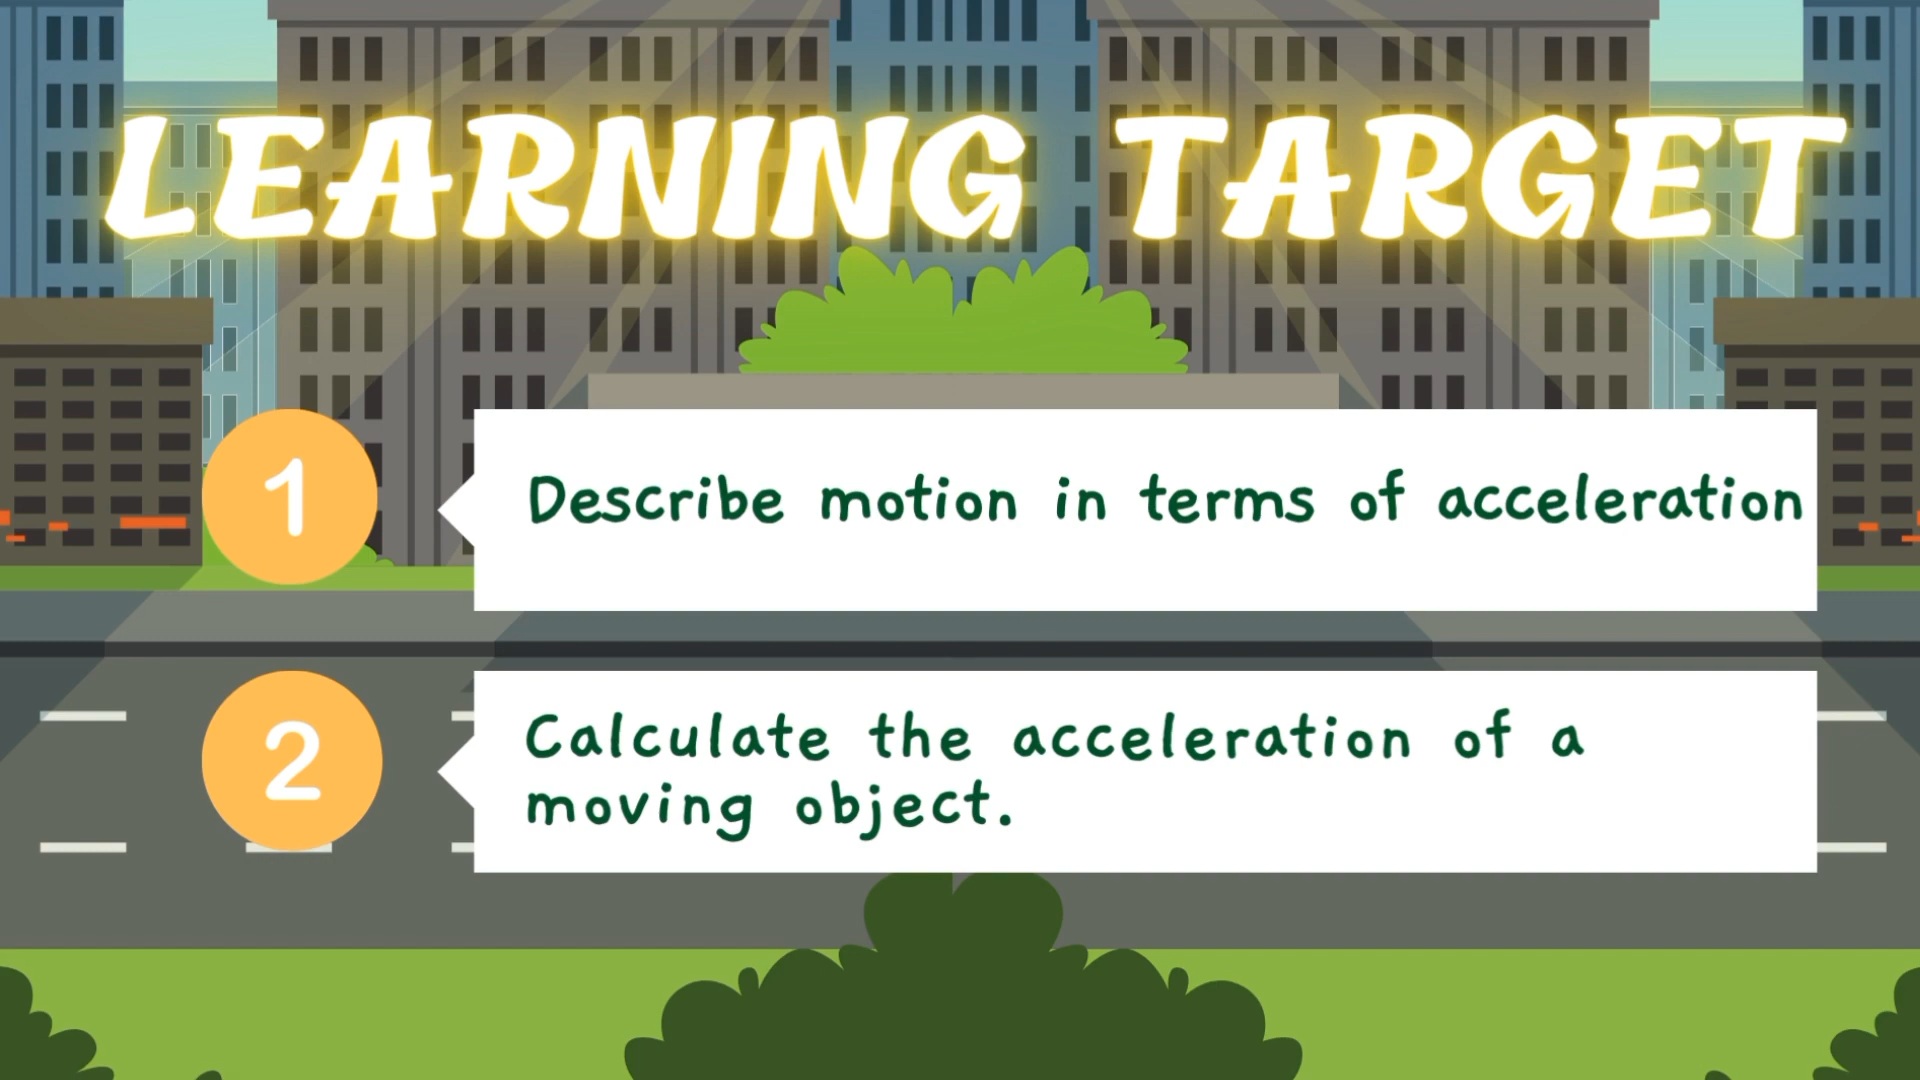 LEARNING TARGET
1
Describe motion in terms of acceleration
2
Calculate the acceleration of a
moving object.